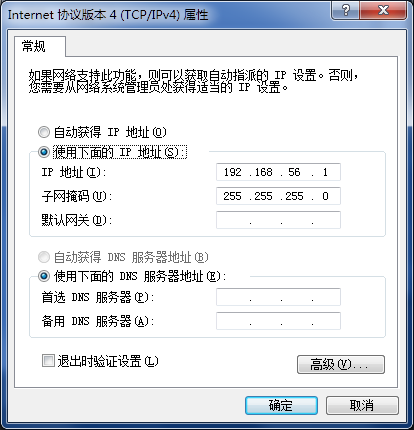 Internet 协议版本 4 (TCP/IPv4) 属性
常规
如果网络支持此功能，则可以获取自动指派的 IP 设置。否则，
您需要从网络系统管理员处获得适当的 IP 设置。
自动获得 IP 地址(O)
使用下面的 IP 地址(S):
IP 地址(I): 192 .168 . 56 . 1
子网掩码(U): 255 .255 .255 . 0
默认网关(D): . . .
自动获得 DNS 服务器地址(B)
使用下面的 DNS 服务器地址(E):
首选 DNS 服务器(P): . . .
备用 DNS 服务器(A): . . .
退出时验证设置(L)
高级(V)...
确定 取消